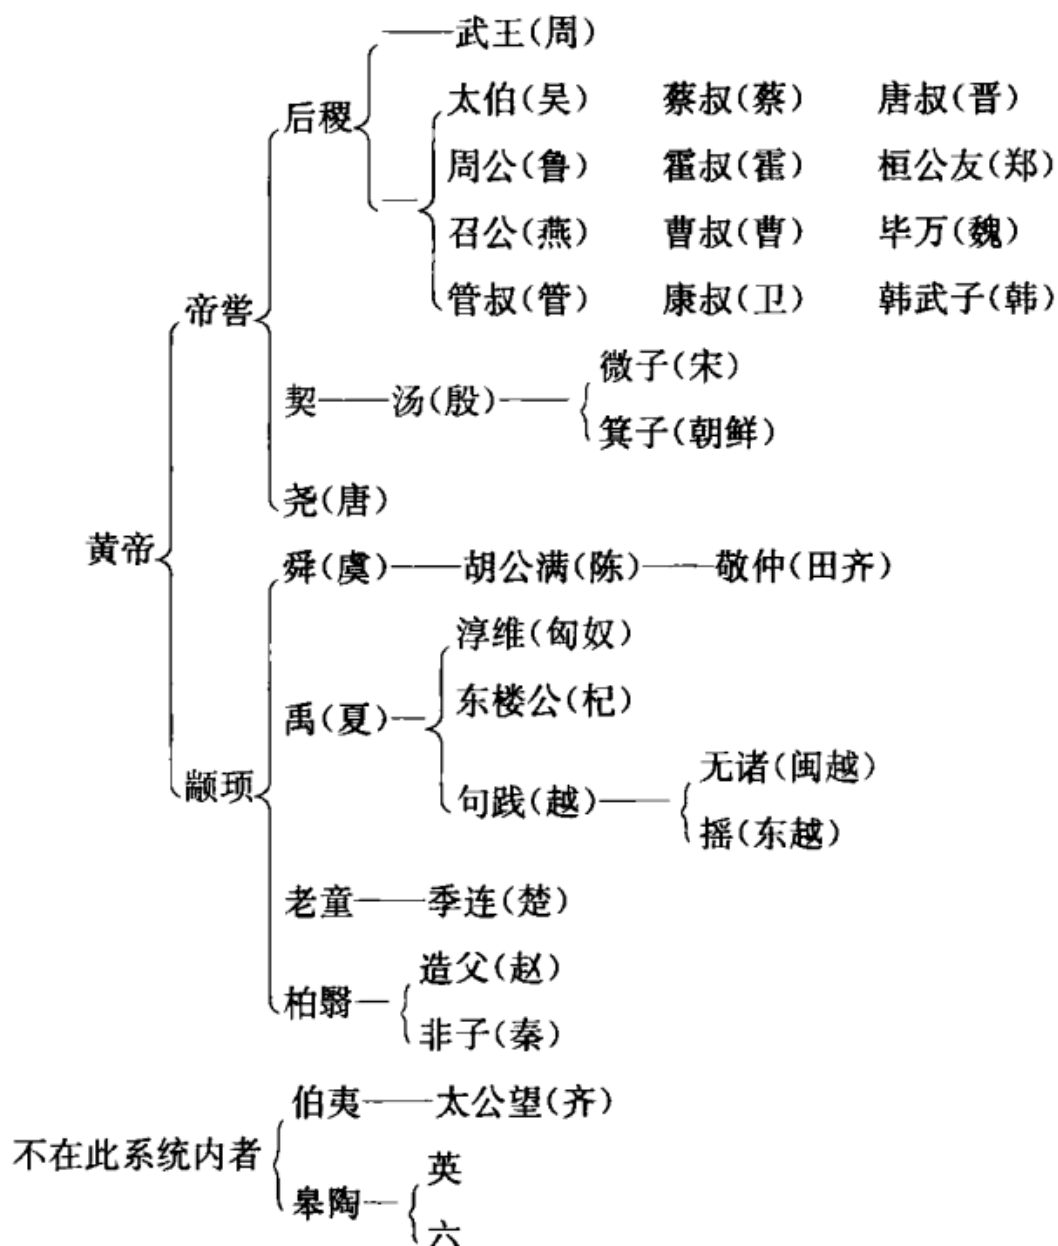 武王(周)
后稷
太伯(吴) 蔡叔(蔡) 唐叔(晋)
周公(鲁) 霍叔(霍) 桓公友(郑)
召公(燕) 曹叔(曹) 毕万(魏)
管叔(管) 康叔(卫) 韩武子(韩)
帝喾
微子(宋)
契——汤(殷)——
箕子(朝鲜)
尧(唐)
黄帝
舜(虞)——胡公满(陈)——敬仲(田齐)
淳维(匈奴)
东楼公(杞)
禹(夏)—
无诸(闽越)
颛顼
句践(越)——
摇(东越)
老童——季连(楚)
造父(赵)
柏翳—
非子(秦)
伯夷——太公望(齐)
不在此系统内者
英
皋陶—
六